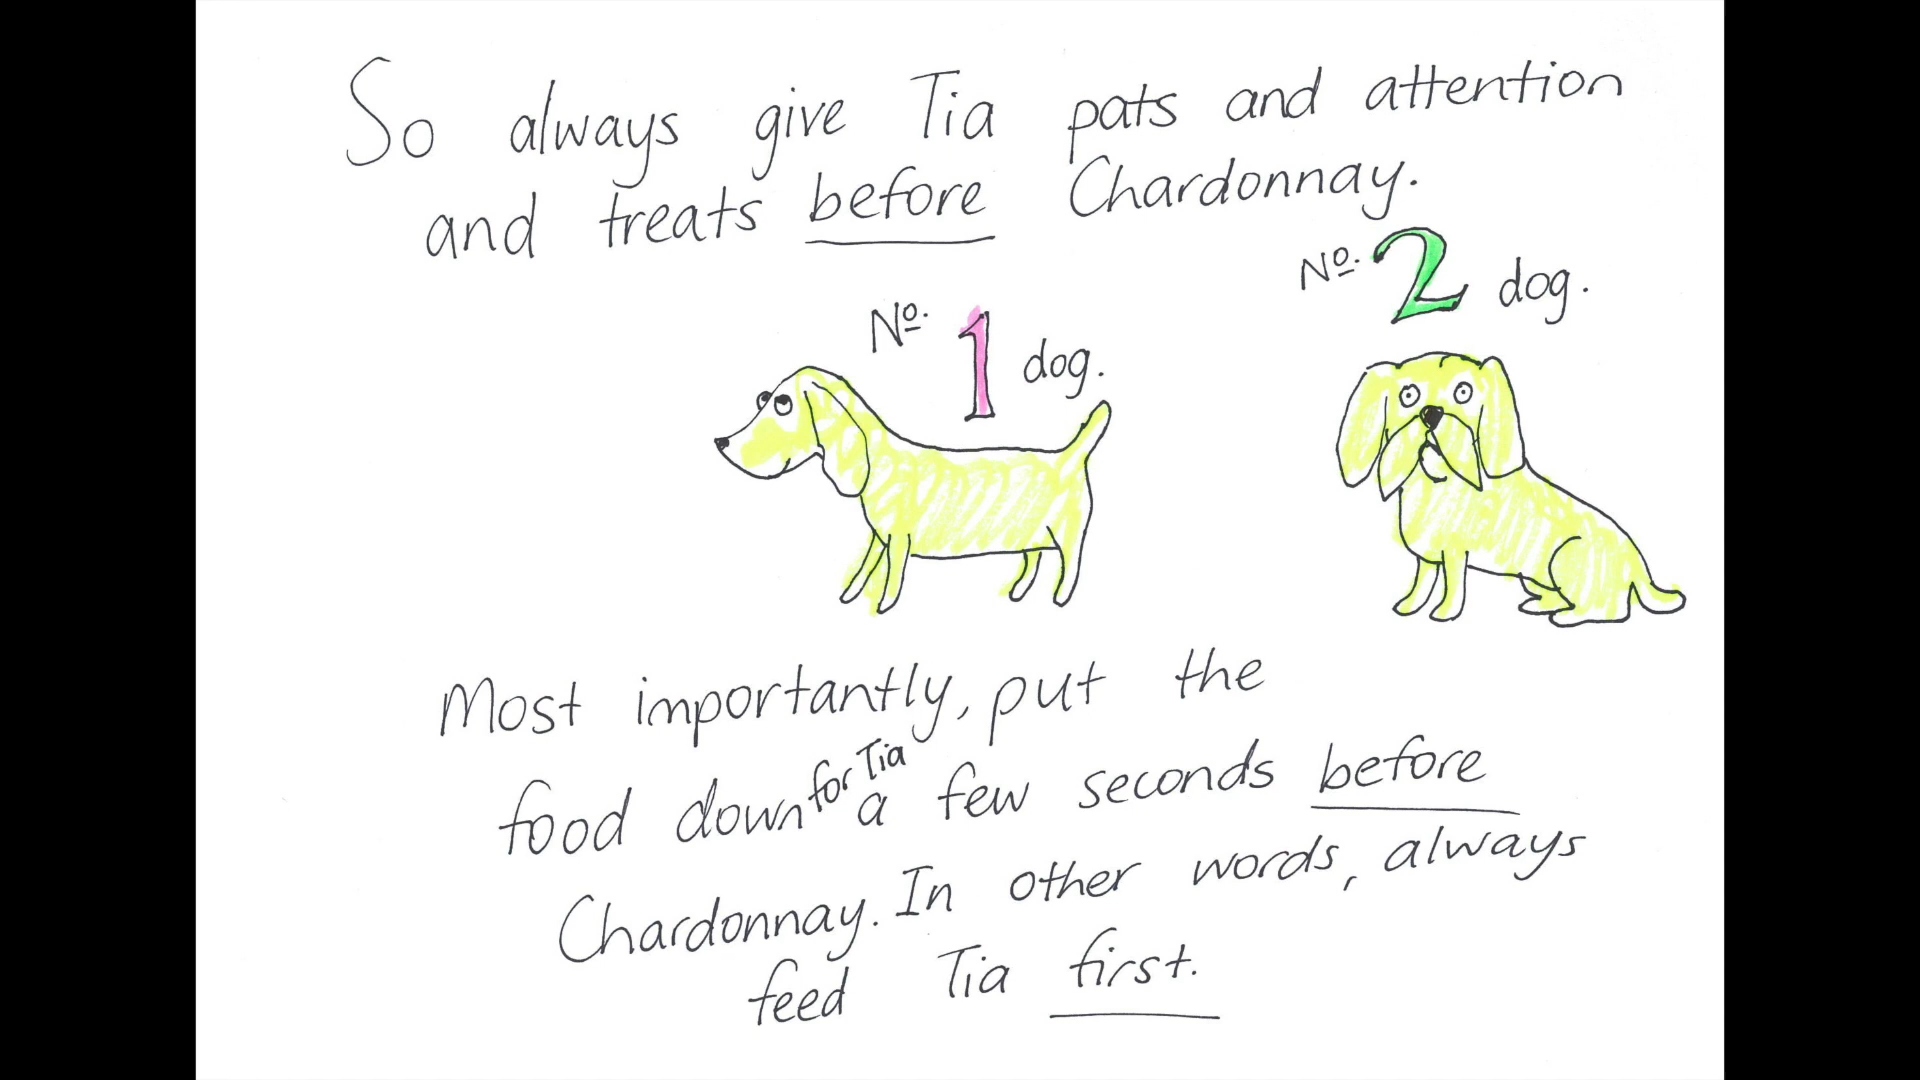 So always give Tia pats and attention
and treats before Chardonnay.
No. 1 dog.
No. 2 dog.
Most importantly, put the
food down for Tia a few seconds before
Chardonnay. In other words, always
feed Tia first.